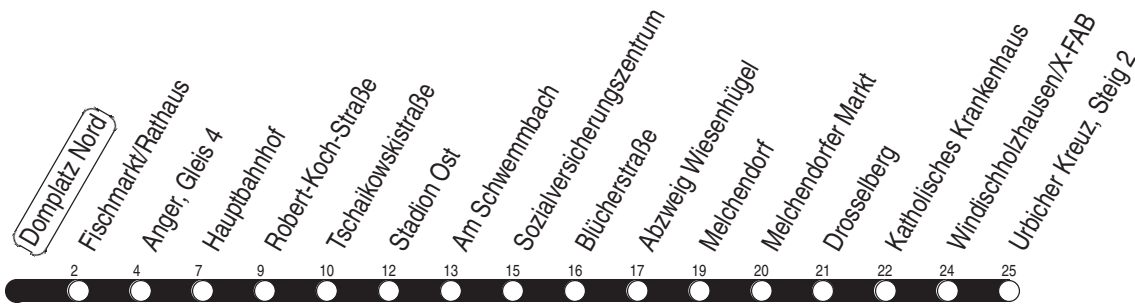 Domplatz Nord
Fischmarkt/Rathaus
Anger, Gleis 4
Hauptbahnhof
Robert-Koch-Straße
Tschaikowskistraße
Stadion Ost
Am Schwemmbach
Sozialversicherungszentrum
Blücherstraße
Abzweig Wiesenhügel
Melchendorf
Melchendorfer Markt
Drosselberg
Katholisches Krankenhaus
Windischholzhausen/X-FAB
Urbicher Kreuz, Steig 2
2 4 7 9 10 12 13 15 16 17 19 20 21 22 24 25